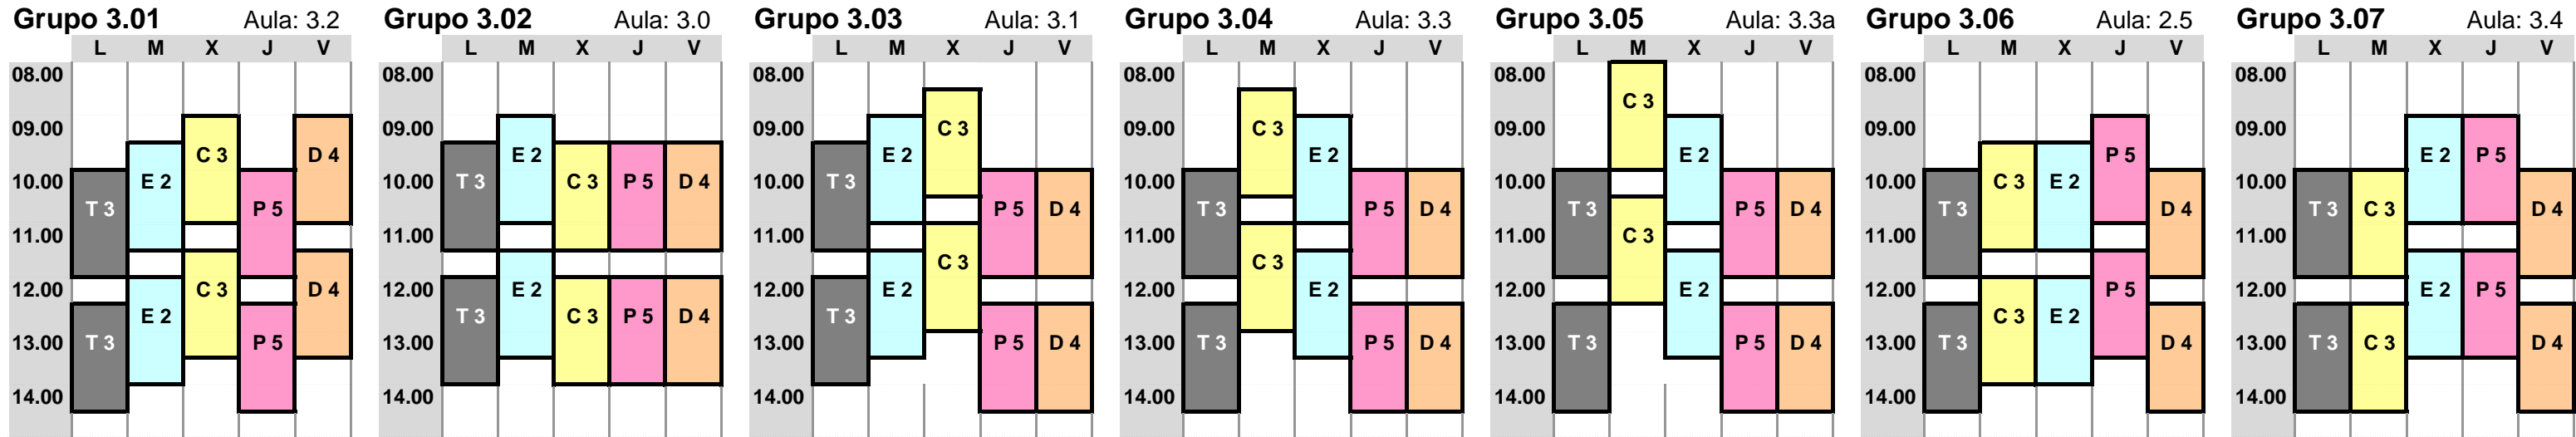 Grupo 3.01 Aula: 3.2 Grupo 3.02 Aula: 3.0 Grupo 3.03 Aula: 3.1 Grupo 3.04 Aula: 3.3 Grupo 3.05 Aula: 3.3a Grupo 3.06 Aula: 2.5 Grupo 3.07 Aula: 3.4
L M X J V L M X J V L M X J V L M X J V L M X J V L M X J V L M X J V
08.00 08.00 08.00 08.00 08.00 08.00 08.00
C 3
09.00 09.00 C 3 09.00 C 3 09.00 09.00 09.00
C 3 D 4 E 2 E 2 E 2 E 2 P 5 E 2 P 5
10.00 E 2 10.00 T 3 C 3 P 5 D 4 10.00 T 3 10.00 10.00 10.00 C 3 E 2 10.00
T 3 P 5 P 5 D 4 T 3 P 5 D 4 T 3 P 5 D 4 T 3 D 4 T 3 C 3 D 4
11.00 11.00 11.00 11.00 11.00 C 3 11.00 11.00
C 3
12.00 C 3 D 4 12.00 E 2 12.00 E 2 C 3 12.00 E 2 12.00 E 2 12.00 P 5 12.00 E 2 P 5
E 2 T 3 C 3 P 5 D 4 T 3 C 3 E 2
13.00 T 3 P 5 13.00 13.00 P 5 D 4 13.00 T 3 P 5 D 4 13.00 T 3 P 5 D 4 13.00 T 3 D 4 13.00 T 3 C 3 D 4
14.00 14.00 14.00 14.00 14.00 14.00 14.00